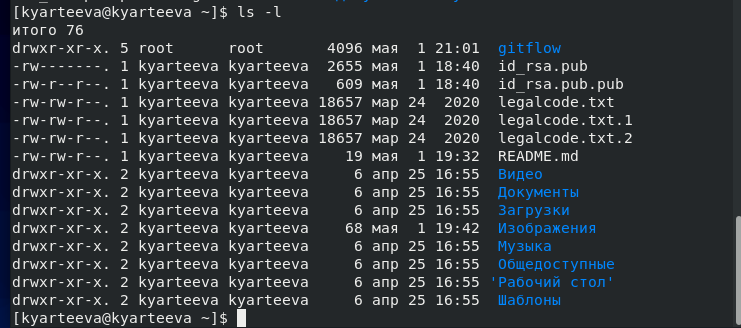 [kyarteeva@kyarteeva ~]$ ls -l
итого 76
drwxr-xr-x. 5 root      root       4096 мая  1 21:01  gitflow
-rw-------. 1 kyarteeva kyarteeva  2655 мая  1 18:40  id_rsa.pub
-rw-r--r--. 1 kyarteeva kyarteeva   609 мая  1 18:40  id_rsa.pub.pub
-rw-rw-r--. 1 kyarteeva kyarteeva 18657 мар 24  2020  legalcode.txt
-rw-rw-r--. 1 kyarteeva kyarteeva 18657 мар 24  2020  legalcode.txt.1
-rw-rw-r--. 1 kyarteeva kyarteeva 18657 мар 24  2020  legalcode.txt.2
-rw-rw-r--. 1 kyarteeva kyarteeva    19 мая  1 19:32  README.md
drwxr-xr-x. 2 kyarteeva kyarteeva     6 апр 25 16:55  Видео
drwxr-xr-x. 2 kyarteeva kyarteeva     6 апр 25 16:55  Документы
drwxr-xr-x. 2 kyarteeva kyarteeva     6 апр 25 16:55  Загрузки
drwxr-xr-x. 2 kyarteeva kyarteeva    68 мая  1 19:42  Изображения
drwxr-xr-x. 2 kyarteeva kyarteeva     6 апр 25 16:55  Музыка
drwxr-xr-x. 2 kyarteeva kyarteeva     6 апр 25 16:55  Общедоступные
drwxr-xr-x. 2 kyarteeva kyarteeva     6 апр 25 16:55 'Рабочий стол'
drwxr-xr-x. 2 kyarteeva kyarteeva     6 апр 25 16:55  Шаблоны
[kyarteeva@kyarteeva ~]$